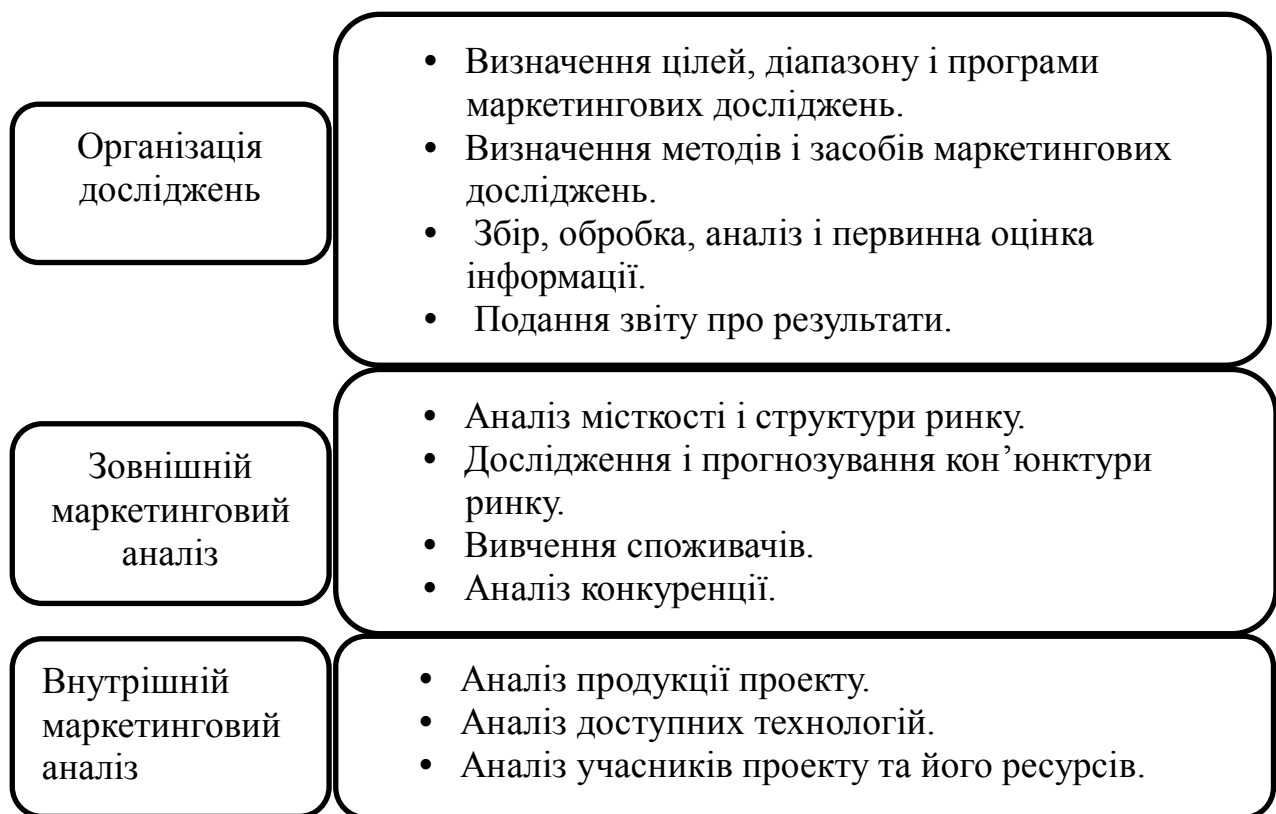 Організація
досліджень
• Визначення цілей, діапазону і програми
маркетингових досліджень.
• Визначення методів і засобів маркетингових
досліджень.
• Збір, обробка, аналіз і первинна оцінка
інформації.
• Подання звіту про результати.
Зовнішній
маркетинговий
аналіз
• Аналіз місткості і структури ринку.
• Дослідження і прогнозування кон’юнктури
ринку.
• Вивчення споживачів.
• Аналіз конкуренції.
Внутрішній
маркетинговий
аналіз
• Аналіз продукції проекту.
• Аналіз доступних технологій.
• Аналіз учасників проекту та його ресурсів.